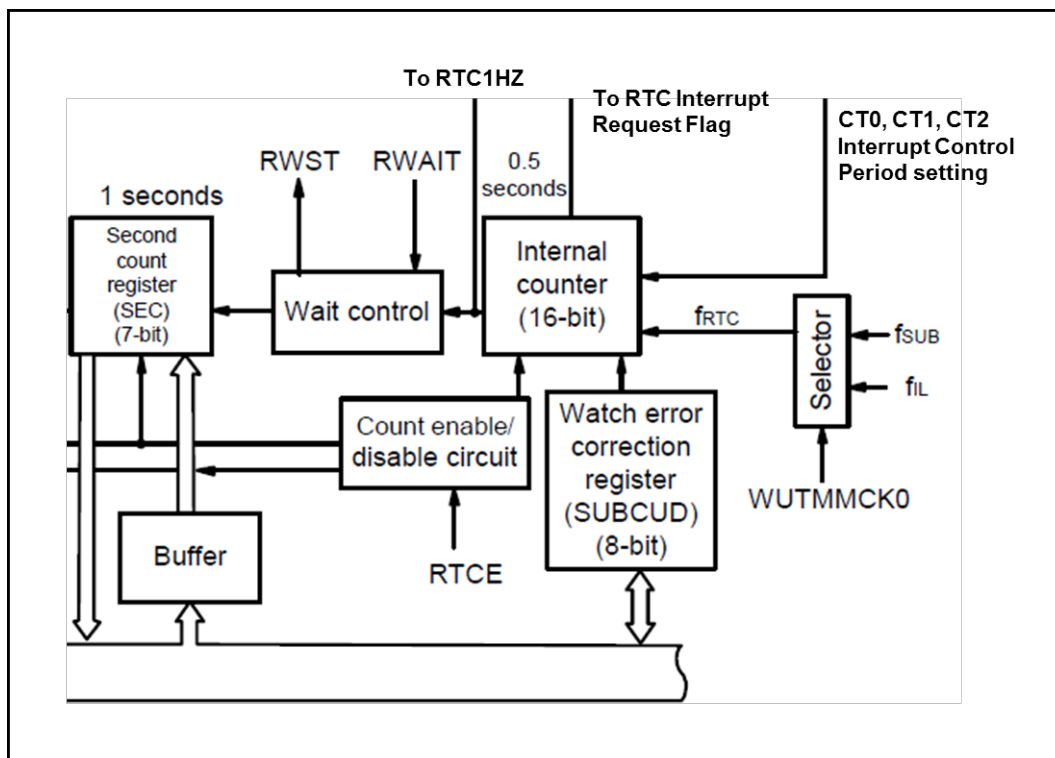 To RTC1HZ
To RTC Interrupt
Request Flag
CT0, CT1, CT2
Interrupt Control
Period setting
RWST
RWAIT
0.5
seconds
1 seconds
Second
count
register
(SEC)
(7-bit)
Wait control
Internal
counter
(16-bit)
fRTC
Selector
fSUB
fIL
Count enable/
disable circuit
Watch error
correction
register
(SUBCUD)
(8-bit)
WUTMMCK0
Buffer
RTCE